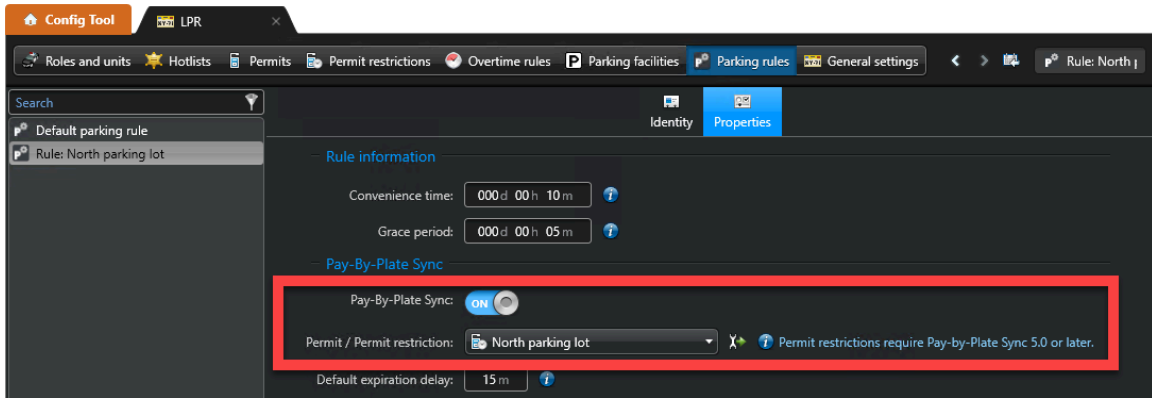 Config Tool LPR ×
Roles and units Hotlists Permits Permit restrictions Overtime rules P Parking facilities Parking rules General settings Rule: North p
Search
Default parking rule
Rule: North parking lot
Identity Properties
Rule information
Convenience time: 000d 00h 10m
Grace period: 000d 00h 05m
Pay-By-Plate Sync
Pay-By-Plate Sync: ON
Permit / Permit restriction: North parking lot Permit restrictions require Pay-by-Plate Sync 5.0 or later.
Default expiration delay: 15m